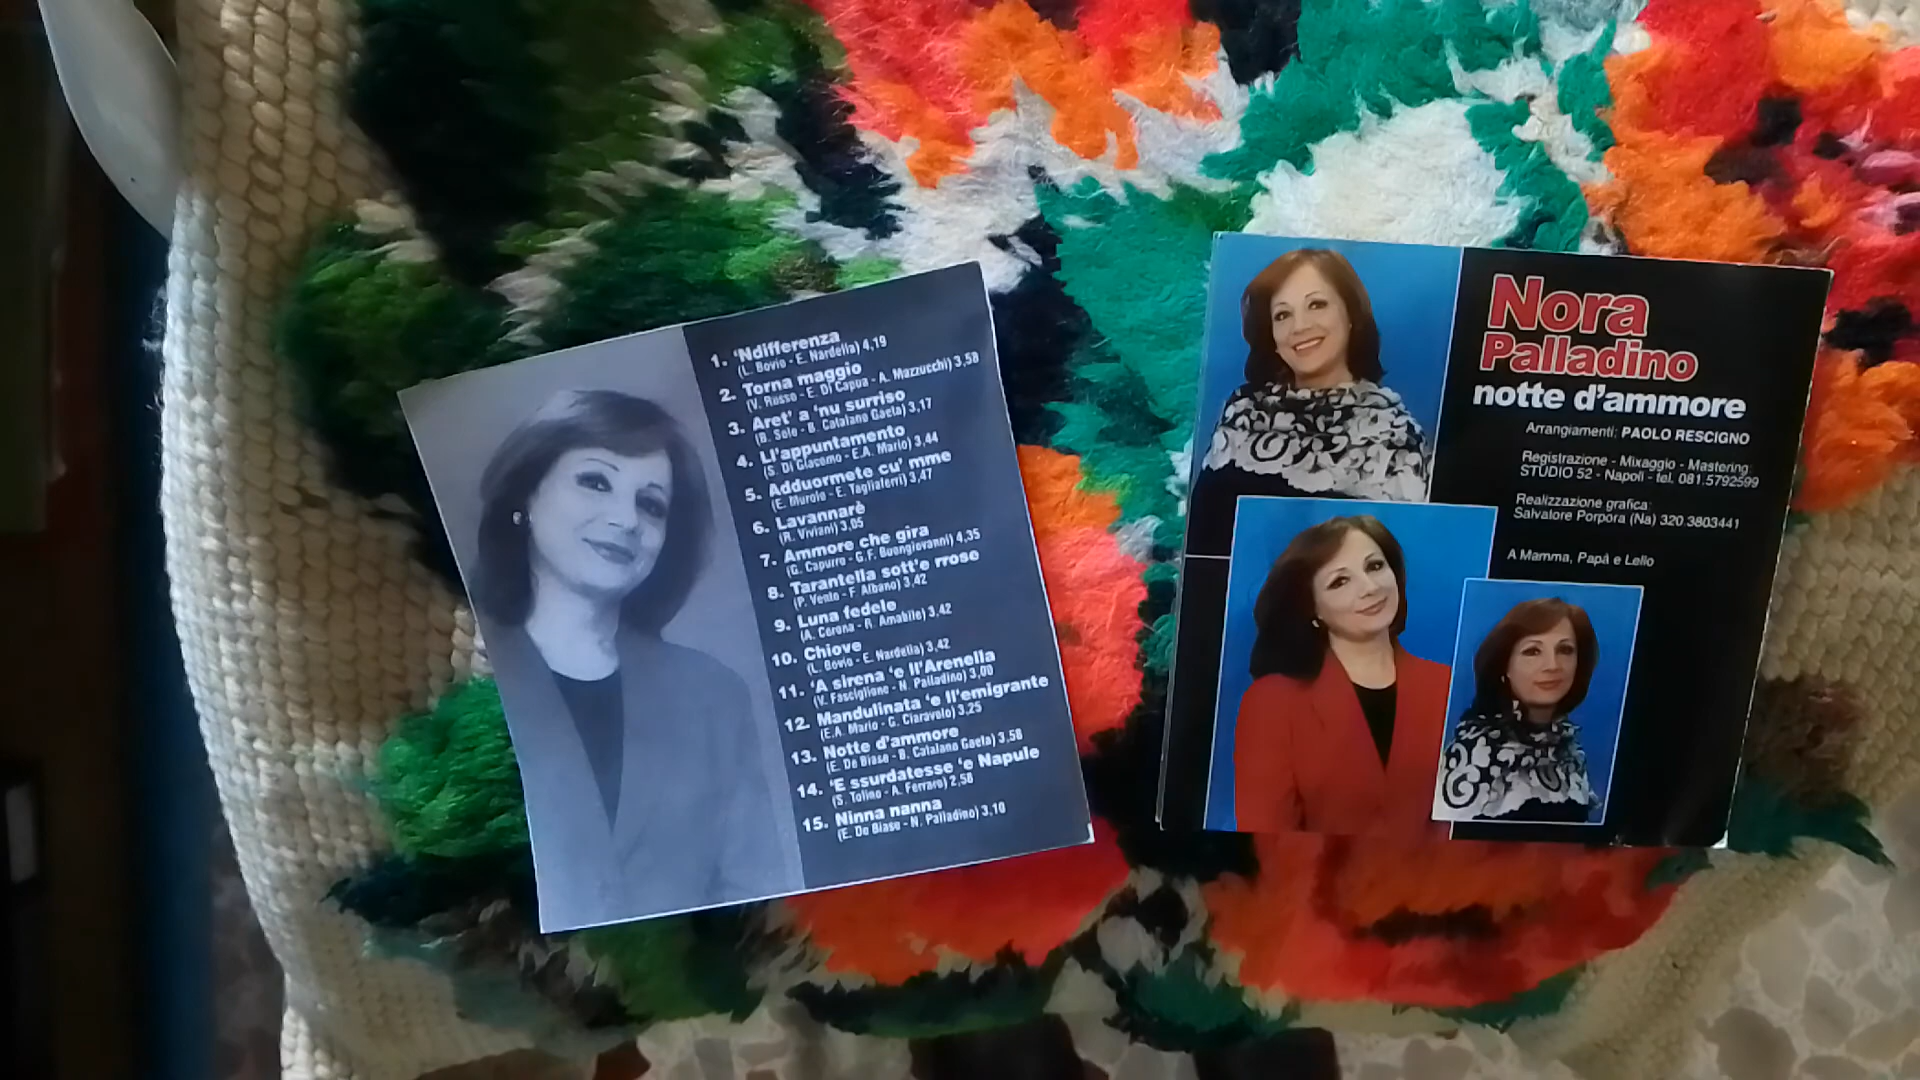 1. 'Ndifferenza
(L. Bovio - E. Nardella) 4,19
2. Torna maggio
(V. Russo - E. Di Capua - A. Mazzucchi) 3,58
3. Aret' a 'nu surriso
(B. Sele - B. Catalano Gaeta) 3,17
4. Ll'appuntamento
(S. Di Giacomo - E.A. Mario) 3,44
5. Adduormete cu' mme
(E. Murolo - E. Tagliaferri) 3,47
6. Lavannarè
(R. Viviani) 3,05
7. Ammore che gira
(G. Capurro - G.F. Buongiovanni) 4,35
8. Tarantella sott'e rrose
(P. Vento - F. Albano) 3,42
9. Luna fedele
(A. Cerona - R. Amabile) 3,42
10. Chiove
(L. Bovio - E. Nardella) 3,42
11. 'A sirena 'e ll'Arenella
(V. Fasciglione - N. Palladino) 3,00
12. Mandulinata 'e ll'emigrante
(E.A. Mario - G. Ciaravolo) 3,25
13. Notte d'ammore
(E. De Biase - B. Catalano Gaeta) 3,58
14. 'E ssurdatesse 'e Napule
(S. Tolino - A. Ferraro) 2,58
15. Ninna nanna
(E. De Biase - N. Palladino) 3,10
Nora
Palladino
notte d'ammore
Arrangiamenti: PAOLO RESCIGNO
Registrazione - Mixaggio - Mastering:
STUDIO 52 - Napoli - tel. 081.5792599
Realizzazione grafica:
Salvatore Porpora (Na) 320.3803441
A Mamma, Papà e Lello